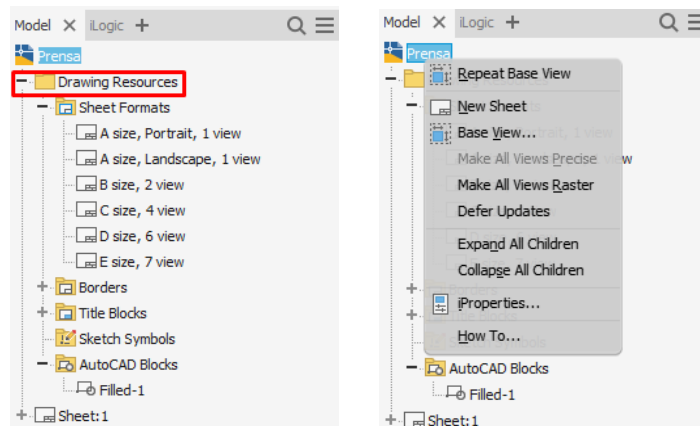 Model
iLogic
Prensa
Drawing Resources
Sheet Formats
A size, Portrait, 1 view
A size, Landscape, 1 view
B size, 2 view
C size, 4 view
D size, 6 view
E size, 7 view
Borders
Title Blocks
Sketch Symbols
AutoCAD Blocks
Filled-1
Sheet:1
Model
iLogic
Prensa
Repeat Base View
New Sheet
Base View...
Make All Views Precise
Make All Views Raster
Defer Updates
Expand All Children
Collapse All Children
iProperties...
How To...
AutoCAD Blocks
Filled-1
Sheet:1